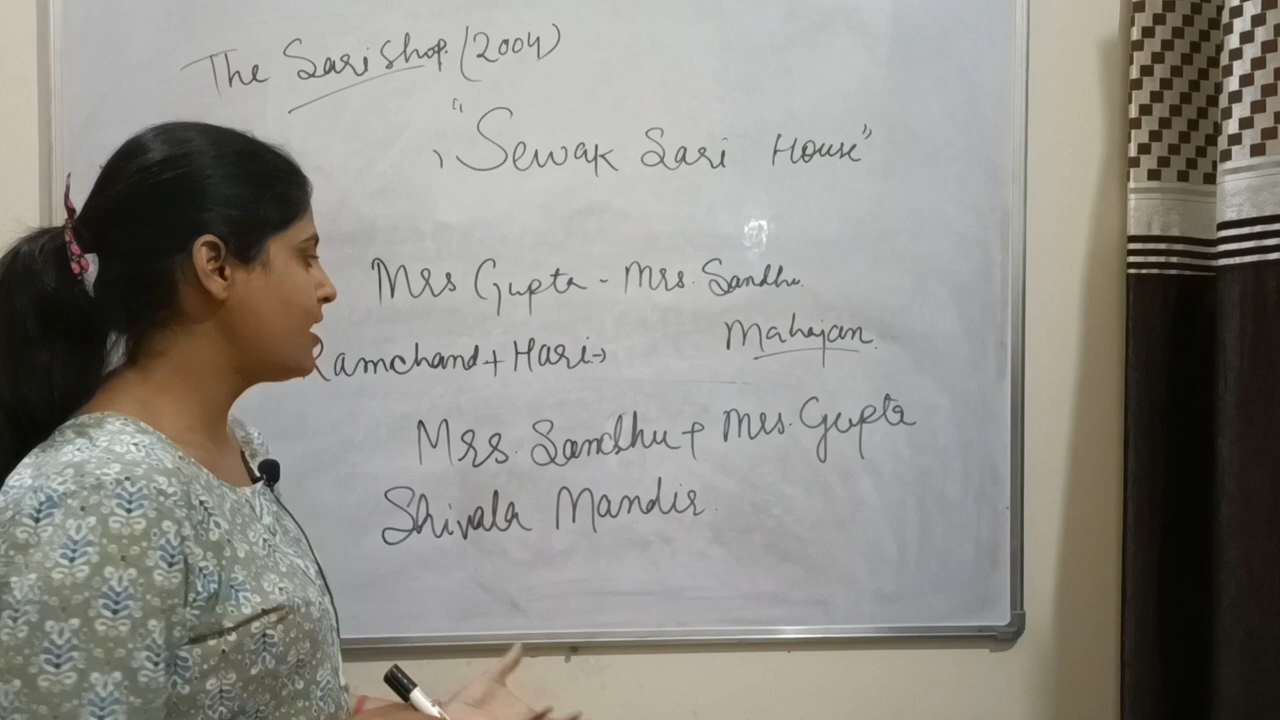 The Sari Shop (2004)
"Sewak Sari House"
Mrs Gupta - Mrs. Sandhu.
Ramchand + Hari →
Mahajan.
Mrs. Sandhu + Mrs. Gupta
Shivala Mandir.